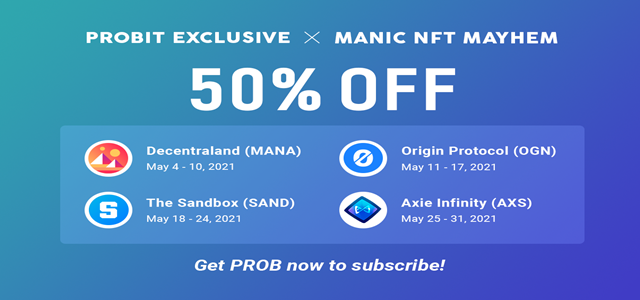 PROBIT EXCLUSIVE × MANIC NFT MAYHEM
50% OFF
Decentraland (MANA)
May 4 - 10, 2021
Origin Protocol (OGN)
May 11 - 17, 2021
The Sandbox (SAND)
May 18 - 24, 2021
Axie Infinity (AXS)
May 25 - 31, 2021
Get PROB now to subscribe!